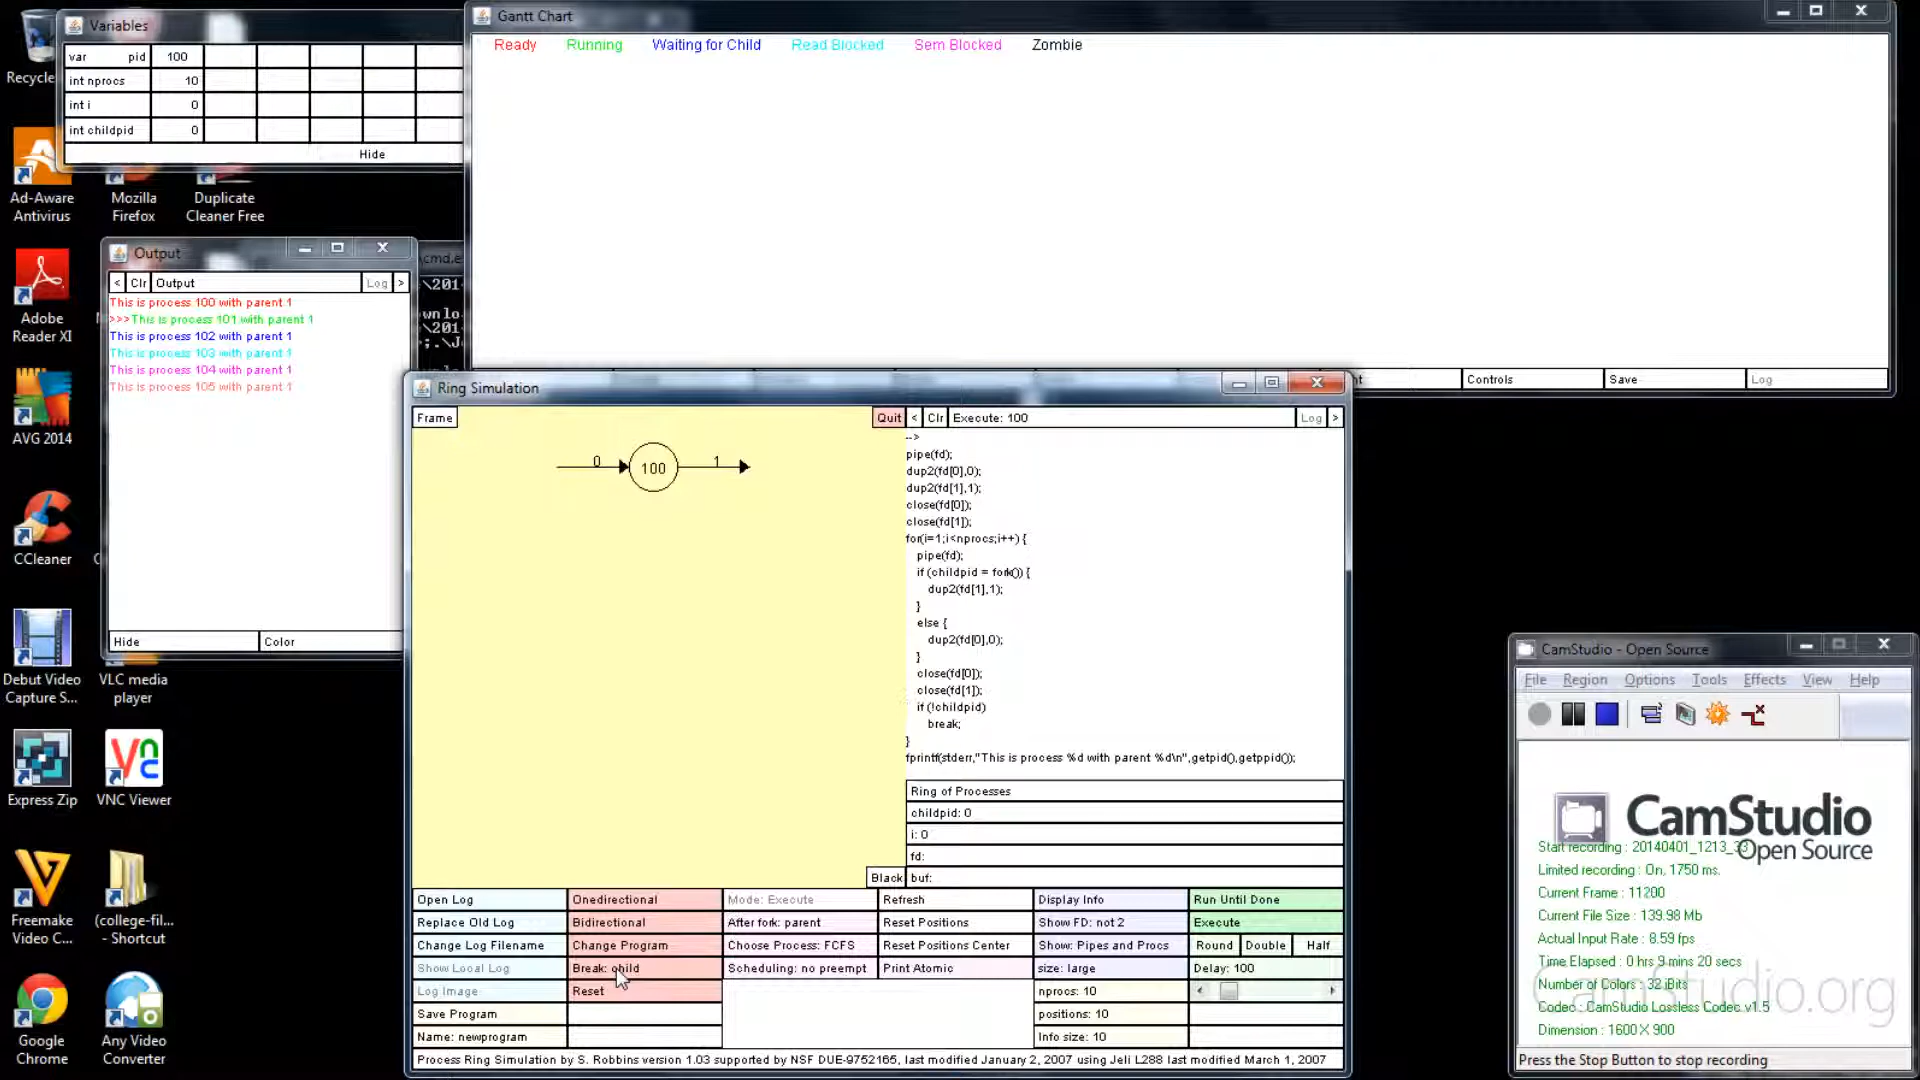 Variables
var pid 100
int nprocs 10
int i 0
int childpid 0
Hide
Gantt Chart
Ready Running Waiting for Child Read Blocked Sem Blocked Zombie
Controls Save Log
Recycle
Ad-Aware Antivirus
Mozilla Firefox
Duplicate Cleaner Free
Adobe Reader XI
AVG 2014
CCleaner
Debut Video Capture S...
VLC media player
Express Zip
VNC Viewer
Freemake Video C...
(college-fil... - Shortcut
Google Chrome
Any Video Converter
Output
< Clr Output Log >
This is process 100 with parent 1
>>>This is process 101 with parent 1
This is process 102 with parent 1
This is process 103 with parent 1
This is process 104 with parent 1
This is process 105 with parent 1
Hide Color
Ring Simulation
Frame Quit < Clr Execute: 100 Log >
0 100 1
-->
pipe(fd);
dup2(fd[0],0);
dup2(fd[1],1);
close(fd[0]);
close(fd[1]);
for(i=1;i<nprocs;i++) {
pipe(fd);
if (childpid = fork()) {
dup2(fd[1],1);
}
else {
dup2(fd[0],0);
}
close(fd[0]);
close(fd[1]);
if (!childpid)
break;
}
fprintf(stderr,"This is process %d with parent %d\n",getpid(),getppid());
Ring of Processes
childpid: 0
i: 0
fd:
Black buf:
Open Log Onedirectional Mode: Execute Refresh Display Info Run Until Done
Replace Old Log Bidirectional After fork: parent Reset Positions Show FD: not 2 Execute
Change Log Filename Change Program Choose Process: FCFS Reset Positions Center Show: Pipes and Procs Round Double Half
Show Local Log Break: child Scheduling: no preempt Print Atomic size: large Delay: 100
Log Image Reset nprocs: 10 < >
Save Program positions: 10
Name: newprogram Info size: 10
Process Ring Simulation by S. Robbins version 1.03 supported by NSF DUE-9752165, last modified January 2, 2007 using Jeli L288 last modified March 1, 2007
CamStudio - Open Source
File Region Options Tools Effects View Help
CamStudio
Open Source
Start recording : 20140401_1213_33
Limited recording : On, 1750 ms.
Current Frame : 11200
Current File Size : 139.98 Mb
Actual Input Rate : 8.59 fps
Time Elapsed : 0 hrs 9 mins 20 secs
Number of Colors : 32 Bits
Codec : CamStudio Lossless Codec v1.5
Dimension : 1600 X 900
CamStudio.org
Press the Stop Button to stop recording